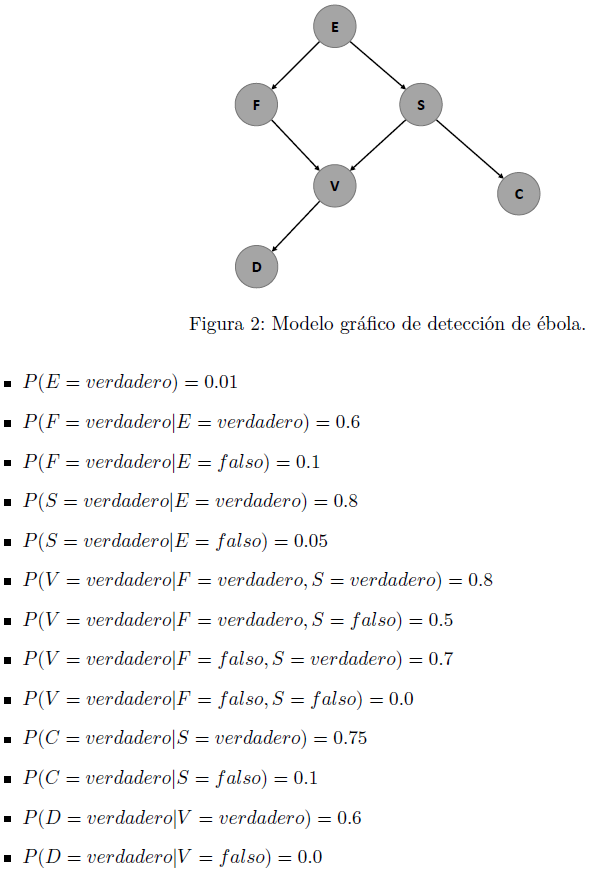 E
F
S
V
C
D
Figura 2: Modelo gráfico de detección de ébola.
▪ P(E = verdadero) = 0.01
▪ P(F = verdadero|E = verdadero) = 0.6
▪ P(F = verdadero|E = falso) = 0.1
▪ P(S = verdadero|E = verdadero) = 0.8
▪ P(S = verdadero|E = falso) = 0.05
▪ P(V = verdadero|F = verdadero, S = verdadero) = 0.8
▪ P(V = verdadero|F = verdadero, S = falso) = 0.5
▪ P(V = verdadero|F = falso, S = verdadero) = 0.7
▪ P(V = verdadero|F = falso, S = falso) = 0.0
▪ P(C = verdadero|S = verdadero) = 0.75
▪ P(C = verdadero|S = falso) = 0.1
▪ P(D = verdadero|V = verdadero) = 0.6
▪ P(D = verdadero|V = falso) = 0.0